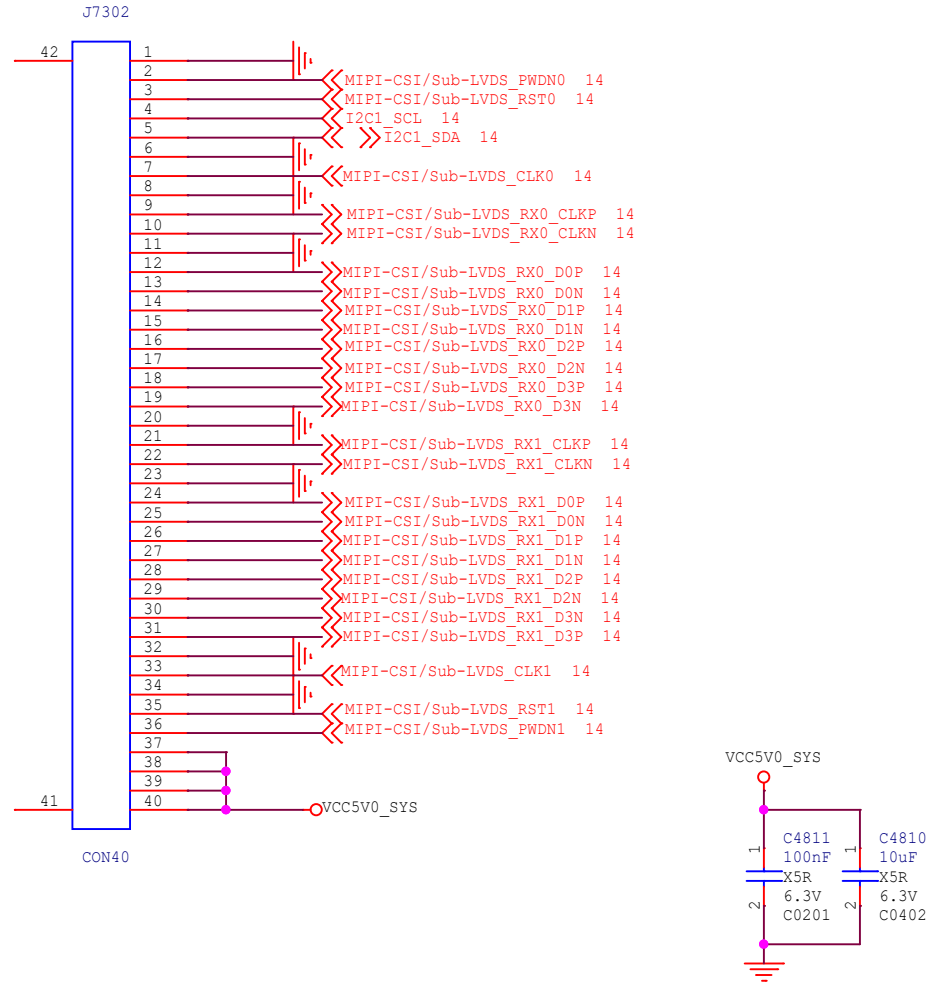 J7302
42
1
2
MIPI-CSI/Sub-LVDS_PWDN0 14
3
MIPI-CSI/Sub-LVDS_RST0 14
4
I2C1_SCL 14
5
I2C1_SDA 14
6
7
MIPI-CSI/Sub-LVDS_CLK0 14
8
9
MIPI-CSI/Sub-LVDS_RX0_CLKP 14
10
MIPI-CSI/Sub-LVDS_RX0_CLKN 14
11
12
MIPI-CSI/Sub-LVDS_RX0_D0P 14
13
MIPI-CSI/Sub-LVDS_RX0_D0N 14
14
MIPI-CSI/Sub-LVDS_RX0_D1P 14
15
MIPI-CSI/Sub-LVDS_RX0_D1N 14
16
MIPI-CSI/Sub-LVDS_RX0_D2P 14
17
MIPI-CSI/Sub-LVDS_RX0_D2N 14
18
MIPI-CSI/Sub-LVDS_RX0_D3P 14
19
MIPI-CSI/Sub-LVDS_RX0_D3N 14
20
21
MIPI-CSI/Sub-LVDS_RX1_CLKP 14
22
MIPI-CSI/Sub-LVDS_RX1_CLKN 14
23
24
MIPI-CSI/Sub-LVDS_RX1_D0P 14
25
MIPI-CSI/Sub-LVDS_RX1_D0N 14
26
MIPI-CSI/Sub-LVDS_RX1_D1P 14
27
MIPI-CSI/Sub-LVDS_RX1_D1N 14
28
MIPI-CSI/Sub-LVDS_RX1_D2P 14
29
MIPI-CSI/Sub-LVDS_RX1_D2N 14
30
MIPI-CSI/Sub-LVDS_RX1_D3N 14
31
MIPI-CSI/Sub-LVDS_RX1_D3P 14
32
33
MIPI-CSI/Sub-LVDS_CLK1 14
34
35
MIPI-CSI/Sub-LVDS_RST1 14
36
MIPI-CSI/Sub-LVDS_PWDN1 14
37
38
39
41
40
VCC5V0_SYS
CON40
VCC5V0_SYS
1
C4811
100nF
X5R
6.3V
C0201
2
1
C4810
10uF
X5R
6.3V
C0402
2